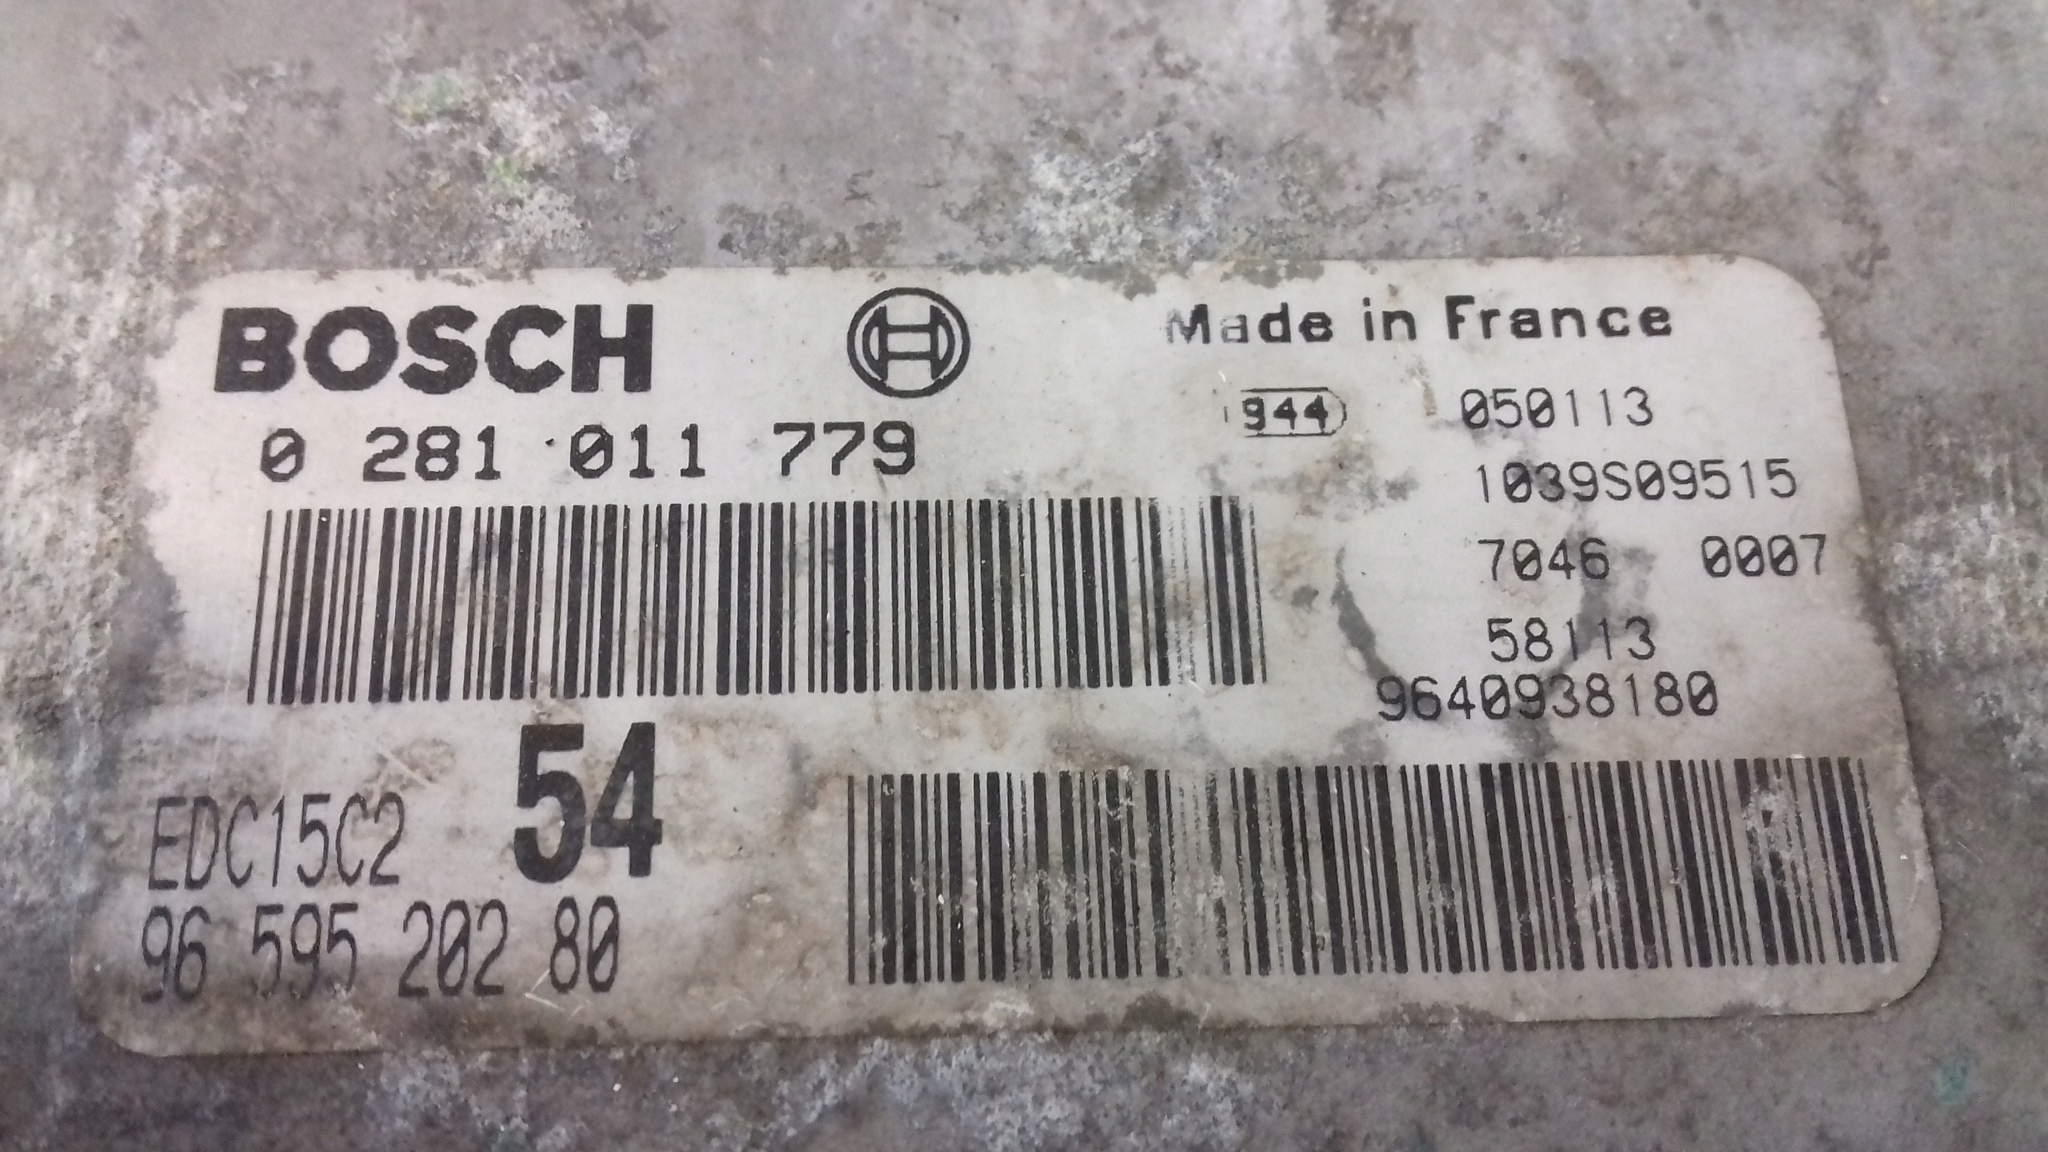 BOSCH
Made in France
0 281 011 779
944 050113
1039S09515
7046 0007
58113
9640938180
54
EDC15C2
96 595 202 80